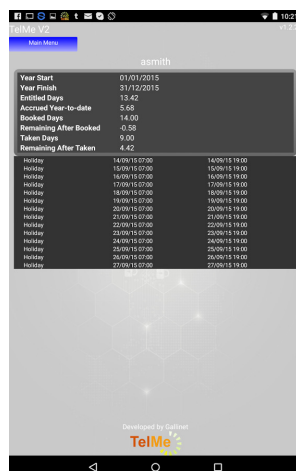 10:21
TelMe V2
Main Menu
asmith
Year Start 01/01/2015
Year Finish 31/12/2015
Entitled Days 13.42
Accrued Year-to-date 5.68
Booked Days 14.00
Remaining After Booked -0.58
Taken Days 9.00
Remaining After Taken 4.42
Holiday 14/09/15 07:00 14/09/15 19:00
Holiday 15/09/15 07:00 15/09/15 19:00
Holiday 16/09/15 07:00 16/09/15 19:00
Holiday 17/09/15 07:00 17/09/15 19:00
Holiday 18/09/15 07:00 18/09/15 19:00
Holiday 19/09/15 07:00 19/09/15 19:00
Holiday 20/09/15 07:00 20/09/15 19:00
Holiday 21/09/15 07:00 21/09/15 19:00
Holiday 22/09/15 07:00 22/09/15 19:00
Holiday 23/09/15 07:00 23/09/15 19:00
Holiday 24/09/15 07:00 24/09/15 19:00
Holiday 25/09/15 07:00 25/09/15 19:00
Holiday 26/09/15 07:00 26/09/15 19:00
Holiday 27/09/15 07:00 27/09/15 19:00
Developed by Gallinet
TelMe